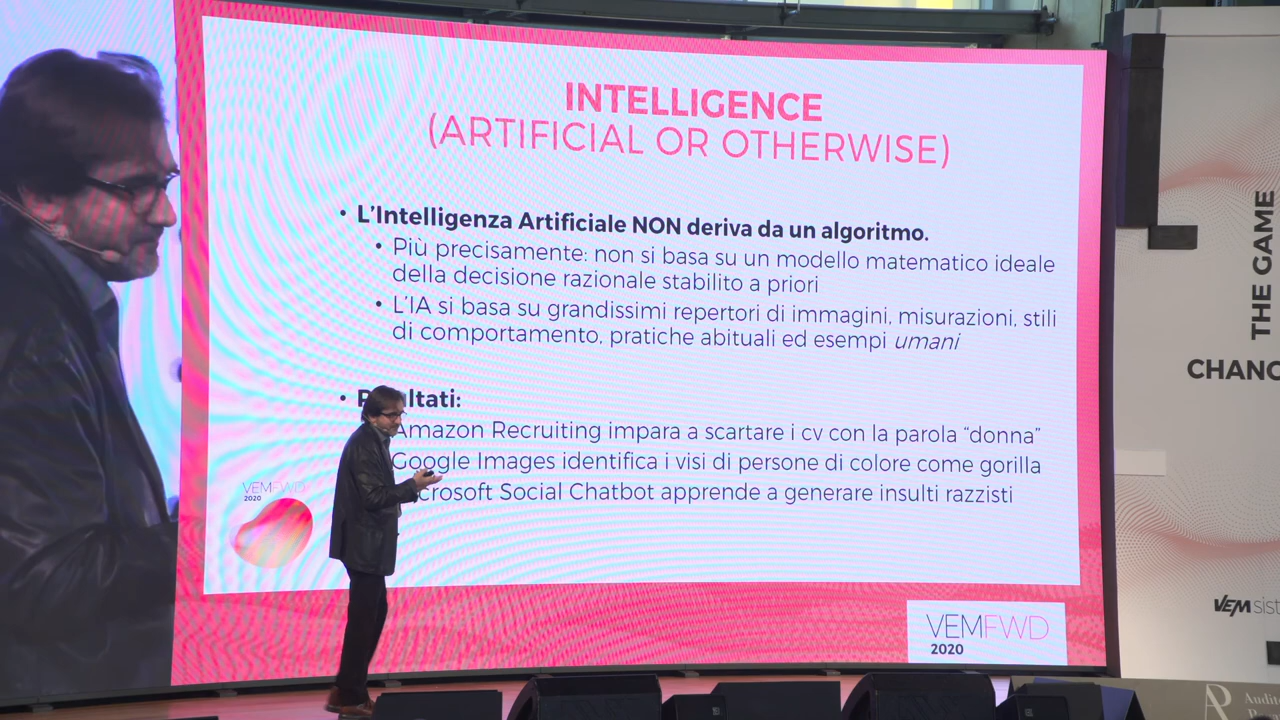 INTELLIGENCE
(ARTIFICIAL OR OTHERWISE)
• L'Intelligenza Artificiale NON deriva da un algoritmo.
• Più precisamente: non si basa su un modello matematico ideale
della decisione razionale stabilito a priori
• L'IA si basa su grandissimi repertori di immagini, misurazioni, stili
di comportamento, pratiche abituali ed esempi umani
• R ultati:
Amazon Recruiting impara a scartare i cv con la parola “donna”
Google Images identifica i visi di persone di colore come gorilla
crosoft Social Chatbot apprende a generare insulti razzisti
VEMFWD
2020
VEMFWD
2020
THE GAME
CHANG
VEM sist